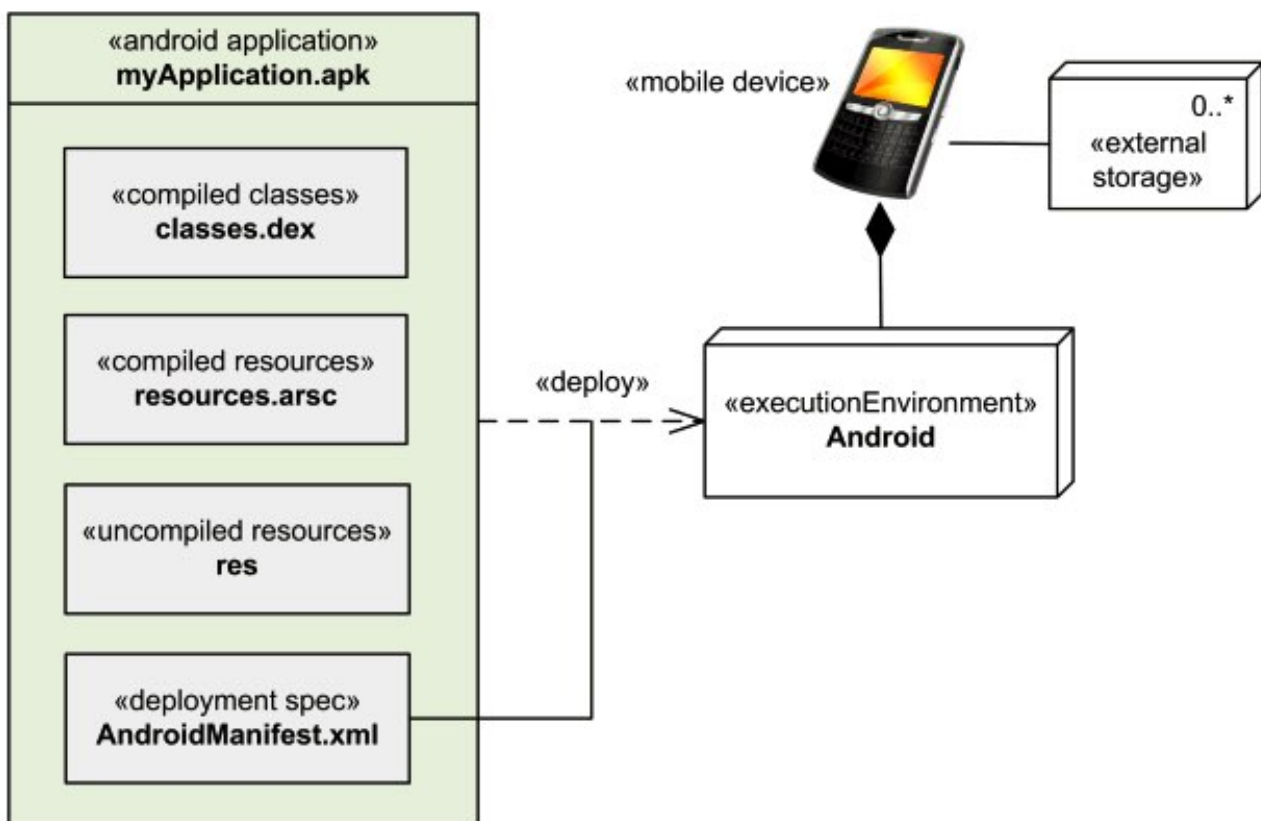 «android application»
myApplication.apk
«compiled classes»
classes.dex
«compiled resources»
resources.arsc
«uncompiled resources»
res
«deployment spec»
AndroidManifest.xml
«deploy»
«mobile device»
0..*
«external
storage»
«executionEnvironment»
Android